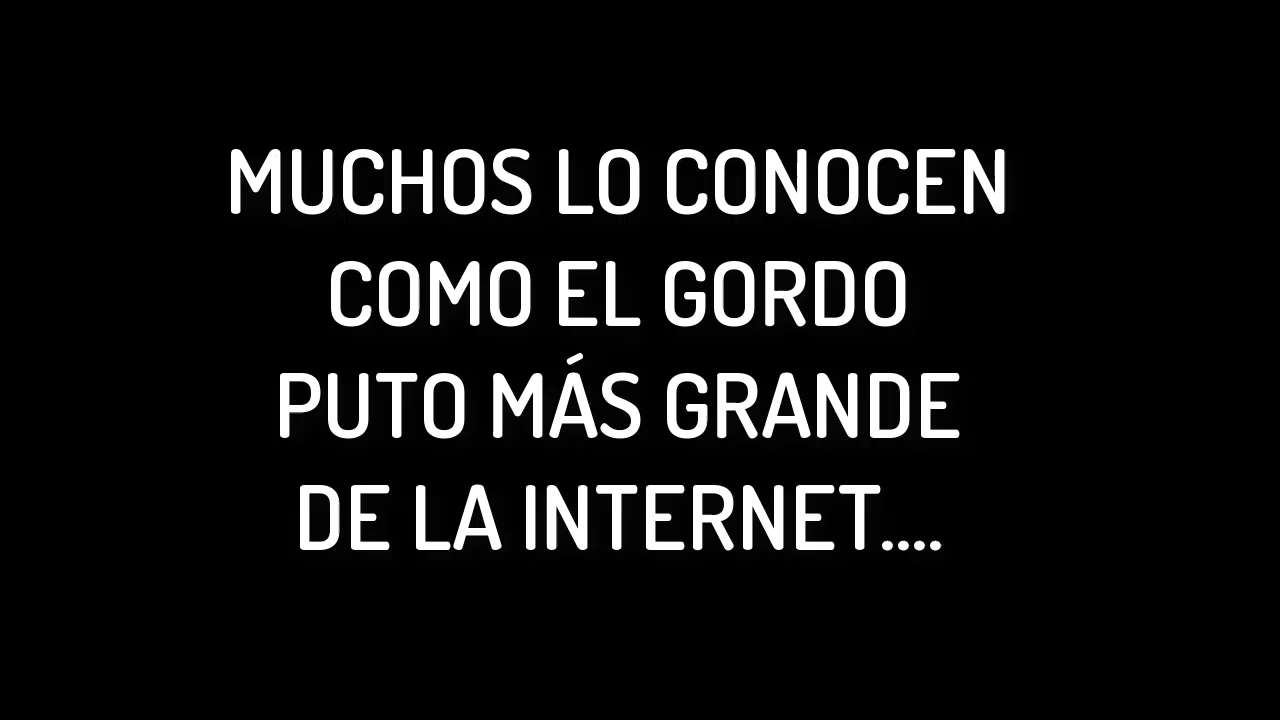 MUCHOS LO CONOCEN
COMO EL GORDO
PUTO MÁS GRANDE
DE LA INTERNET....